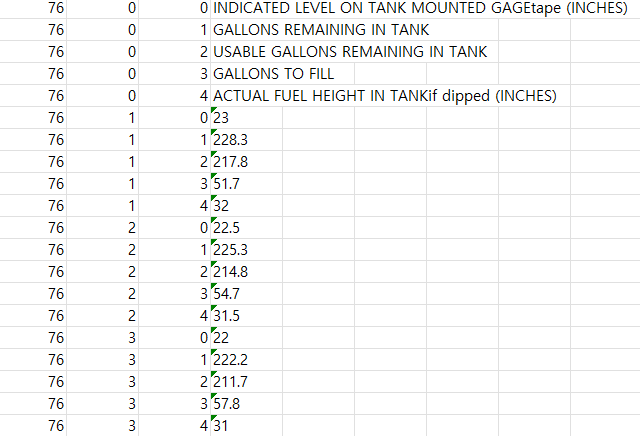 76 0 0 INDICATED LEVEL ON TANK MOUNTED GAGEtape (INCHES)
76 0 1 GALLONS REMAINING IN TANK
76 0 2 USABLE GALLONS REMAINING IN TANK
76 0 3 GALLONS TO FILL
76 0 4 ACTUAL FUEL HEIGHT IN TANKif dipped (INCHES)
76 1 0 23
76 1 1 228.3
76 1 2 217.8
76 1 3 51.7
76 1 4 32
76 2 0 22.5
76 2 1 225.3
76 2 2 214.8
76 2 3 54.7
76 2 4 31.5
76 3 0 22
76 3 1 222.2
76 3 2 211.7
76 3 3 57.8
76 3 4 31